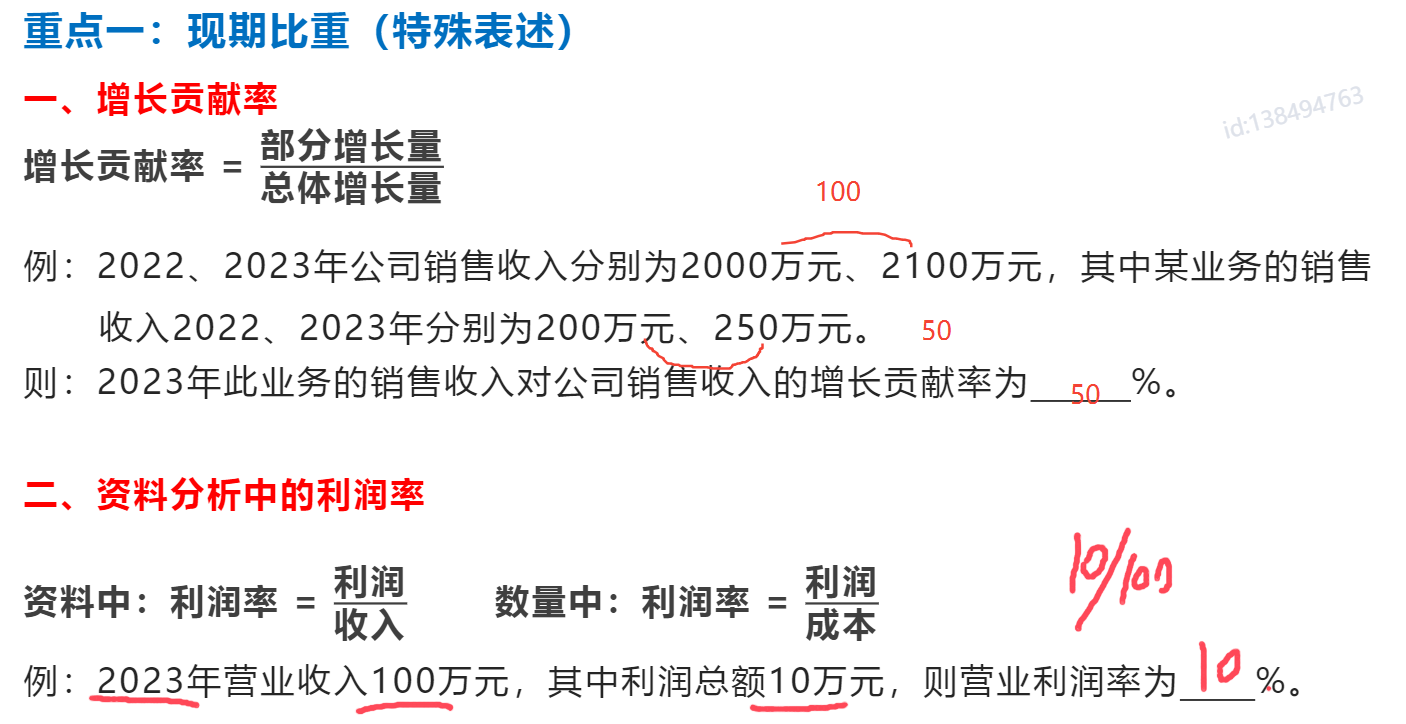 重点一：现期比重（特殊表述）
一、增长贡献率
id:138494763
增长贡献率 = 部分增长量/总体增长量
100
例：2022、2023年公司销售收入分别为2000万元、2100万元，其中某业务的销售
收入2022、2023年分别为200万元、250万元。
50
则：2023年此业务的销售收入对公司销售收入的增长贡献率为______%。
50
二、资料分析中的利润率
10/100
资料中：利润率 = 利润/收入 数量中：利润率 = 利润/成本
例：2023年营业收入100万元，其中利润总额10万元，则营业利润率为____%。
10